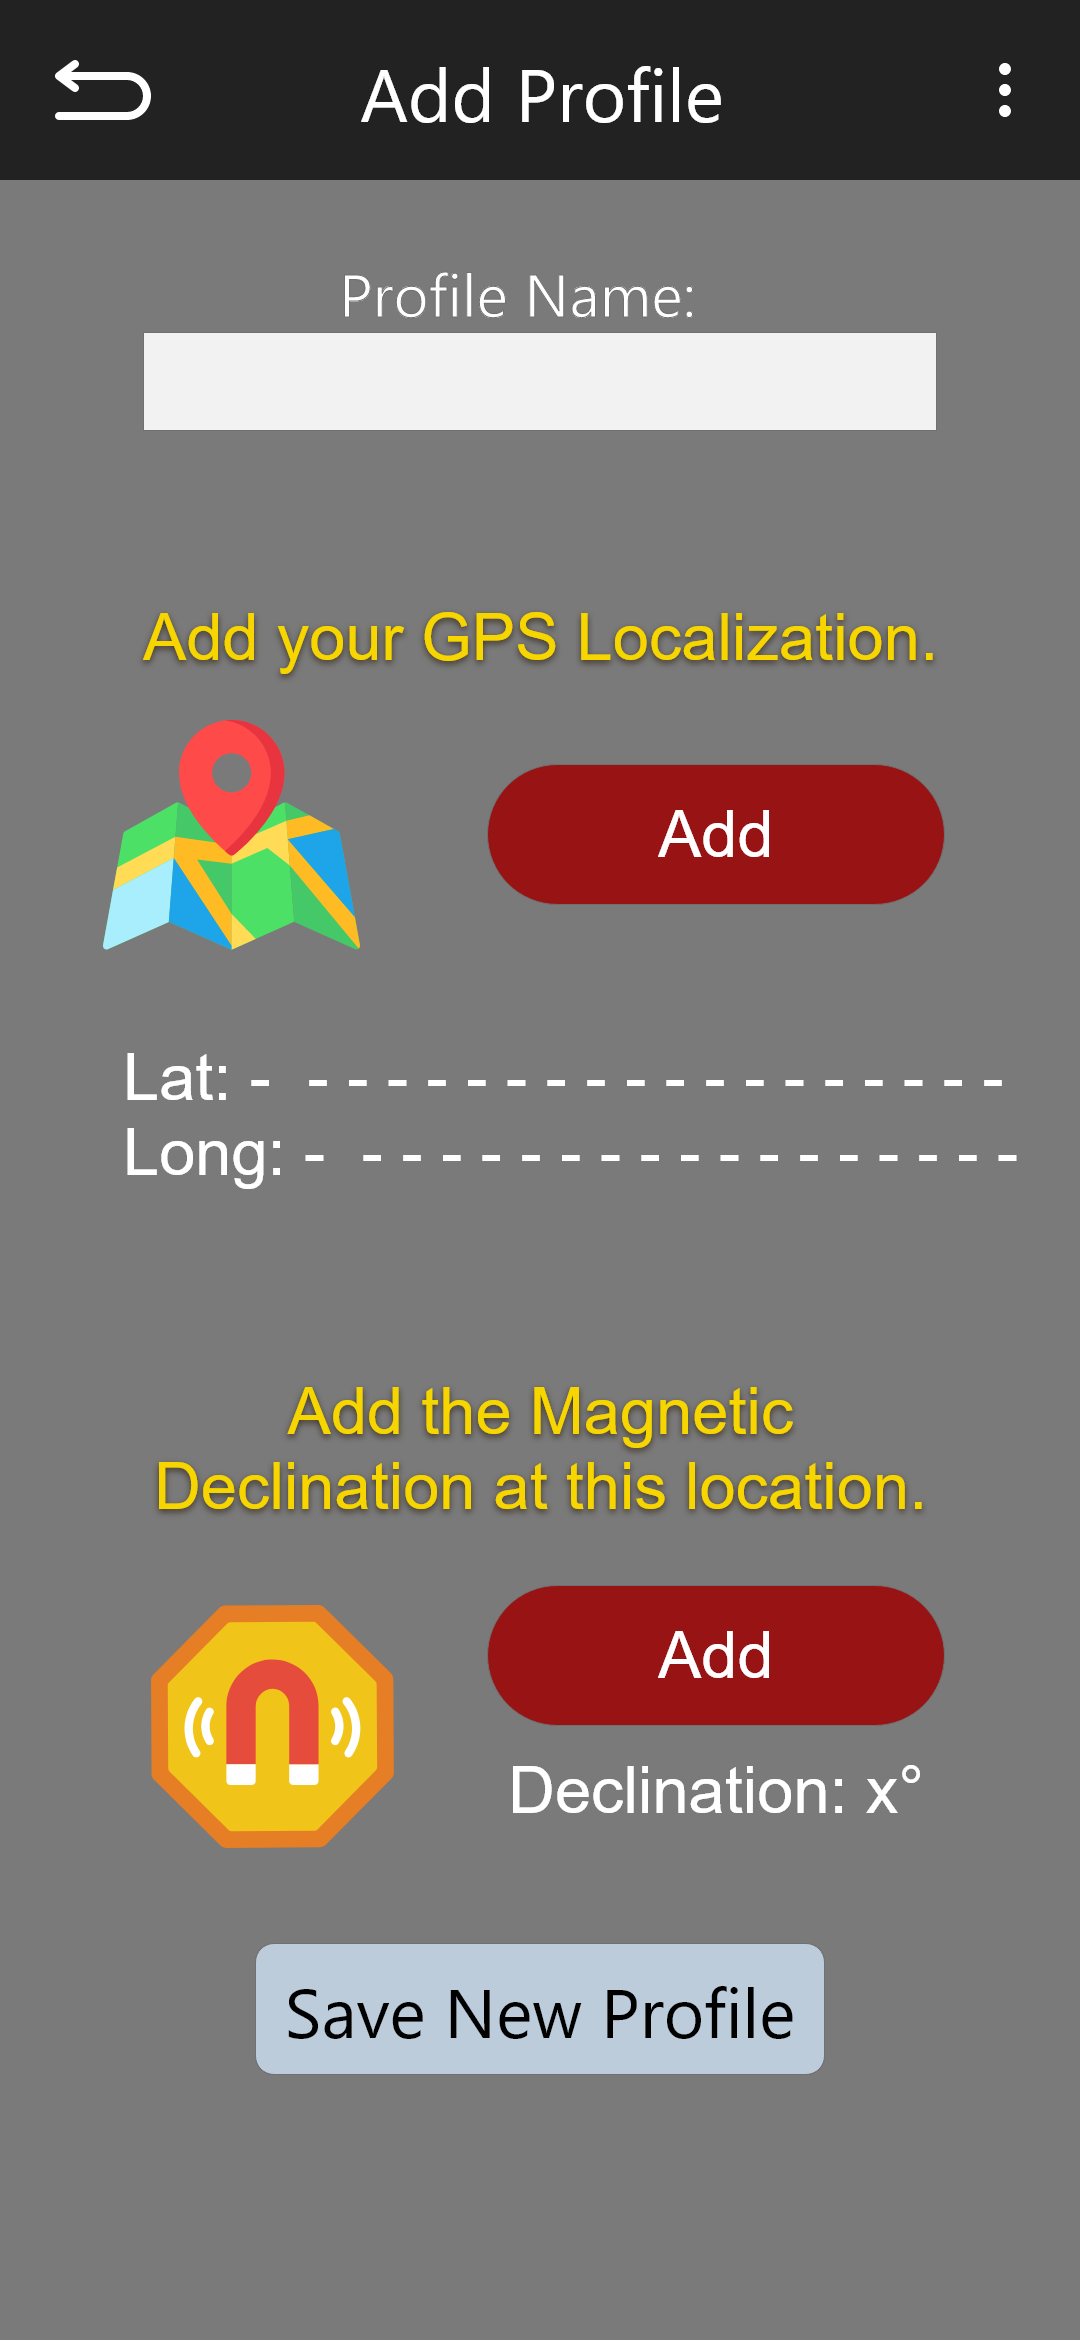 Add Profile
Profile Name:
Add your GPS Localization.
Add
Lat: -  - - - - - - - - - - - - - - - - - -
Long: -  - - - - - - - - - - - - - - - - -
Add the Magnetic
Declination at this location.
Add
Declination: x°
Save New Profile